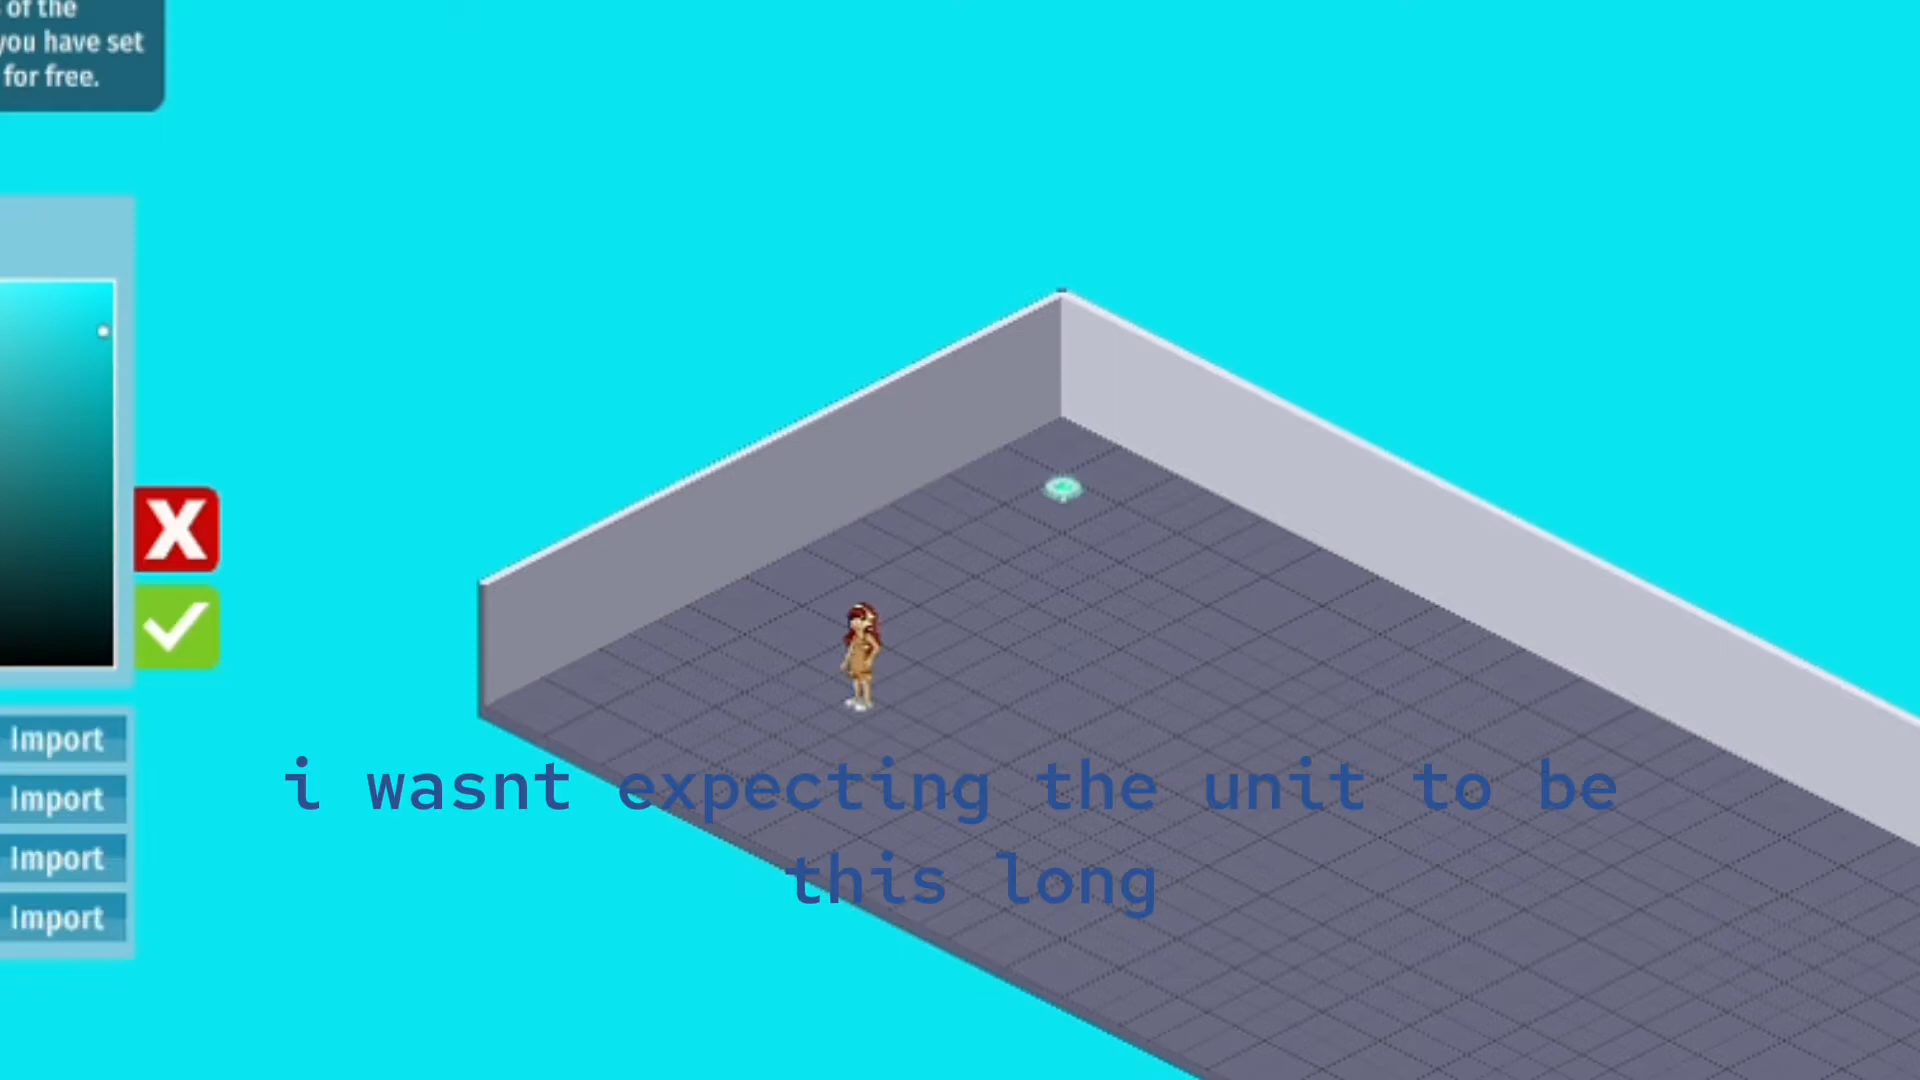 of the
you have set
for free.
Import
Import
Import
Import
i wasnt expecting the unit to be
this long